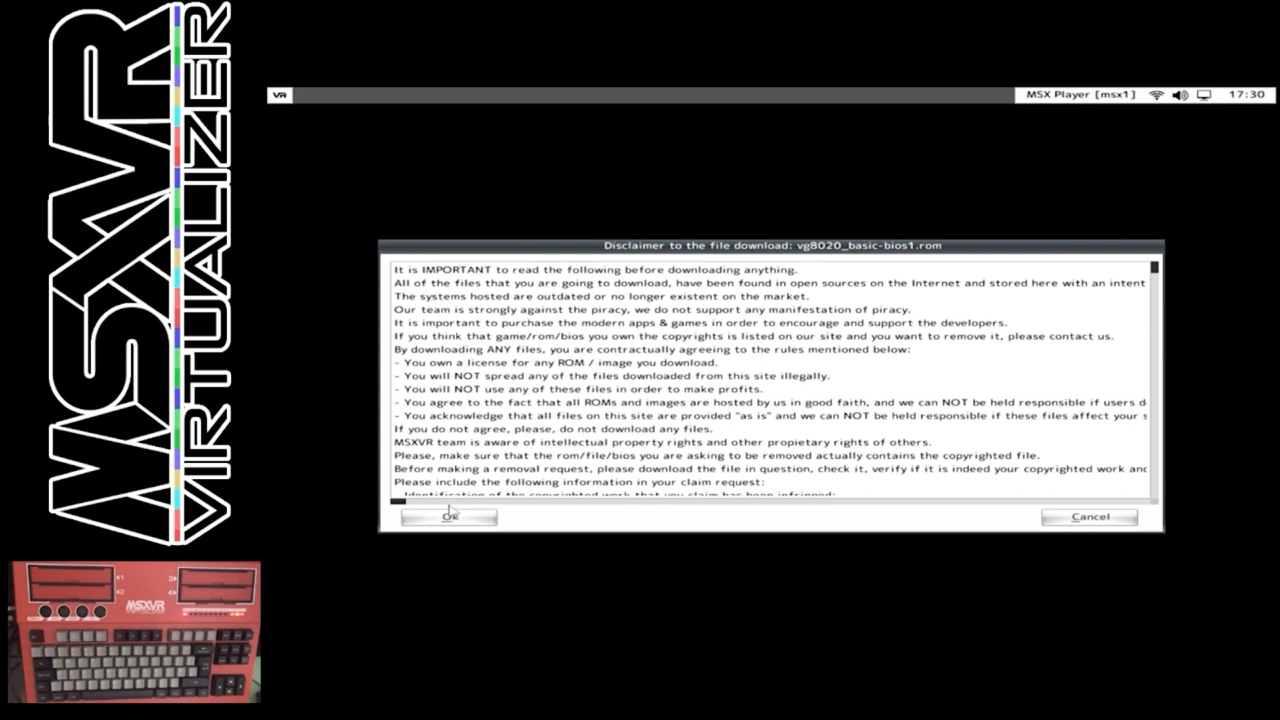 MSXVR
VIRTUALIZER
VR
MSX Player [msx1]
17:30
Disclaimer to the file download: vg8020_basic-bios1.rom
It is IMPORTANT to read the following before downloading anything.
All of the files that you are going to download, have been found in open sources on the Internet and stored here with an intent
The systems hosted are outdated or no longer existent on the market.
Our team is strongly against the piracy, we do not support any manifestation of piracy.
It is important to purchase the modern apps & games in order to encourage and support the developers.
If you think that game/rom/bios you own the copyrights is listed on our site and you want to remove it, please contact us.
By downloading ANY files, you are contractually agreeing to the rules mentioned below:
- You own a license for any ROM / image you download.
- You will NOT spread any of the files downloaded from this site illegally.
- You will NOT use any of these files in order to make profits.
- You agree to the fact that all ROMs and images are hosted by us in good faith, and we can NOT be held responsible if users d
- You acknowledge that all files on this site are provided "as is" and we can NOT be held responsible if these files affect your s
If you do not agree, please, do not download any files.
MSXVR team is aware of intellectual property rights and other propietary rights of others.
Please, make sure that the rom/file/bios you are asking to be removed actually contains the copyrighted file.
Before making a removal request, please download the file in question, check it, verify if it is indeed your copyrighted work and
Please include the following information in your claim request:
Identification of the copyrighted work that you claim has been infringed;
Ok
Cancel
MSXVR
VIRTUALIZER